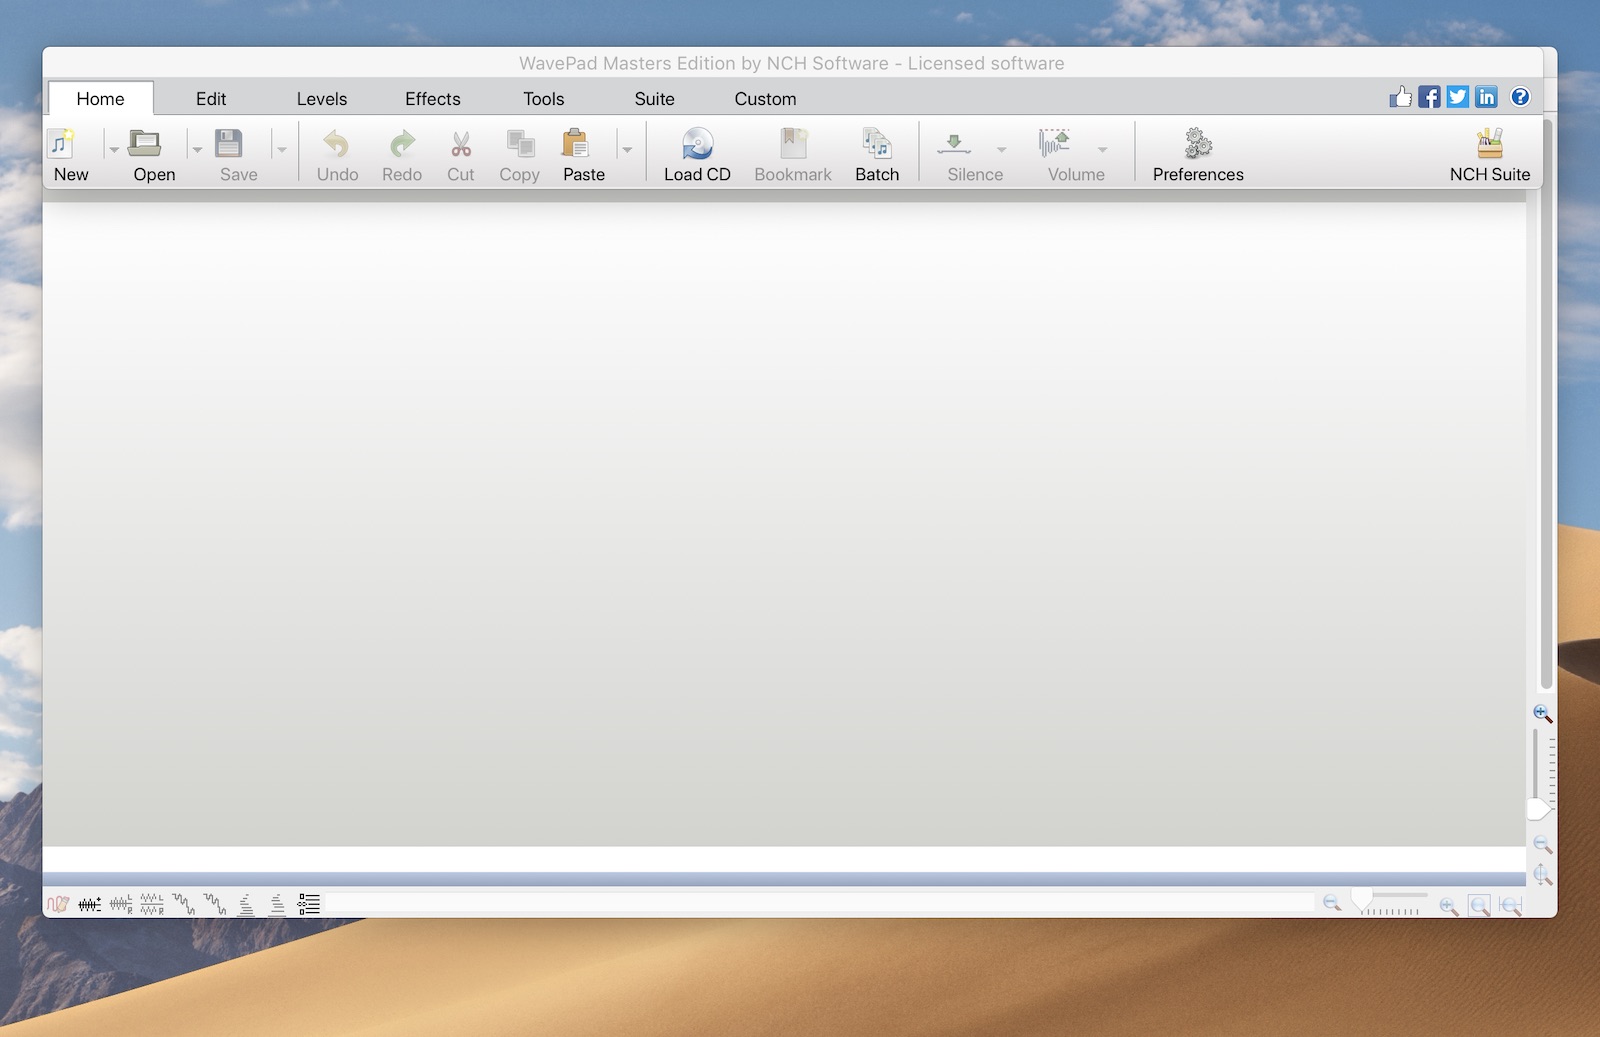 WavePad Masters Edition by NCH Software - Licensed software
Home Edit Levels Effects Tools Suite Custom
New Open Save Undo Redo Cut Copy Paste Load CD Bookmark Batch Silence Volume Preferences NCH Suite